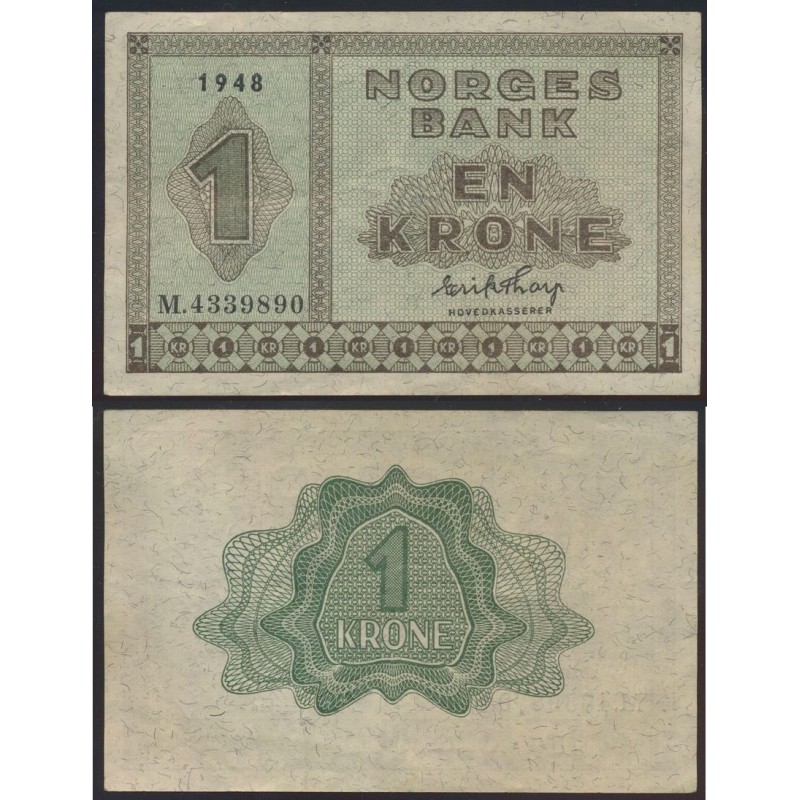 1948
1
M.4339890
NORGES
BANK
EN
KRONE
Erik Thorp
HOVEDKASSERER
1 KR 1 KR 1 KR 1 KR 1 KR 1 KR 1
1
KRONE